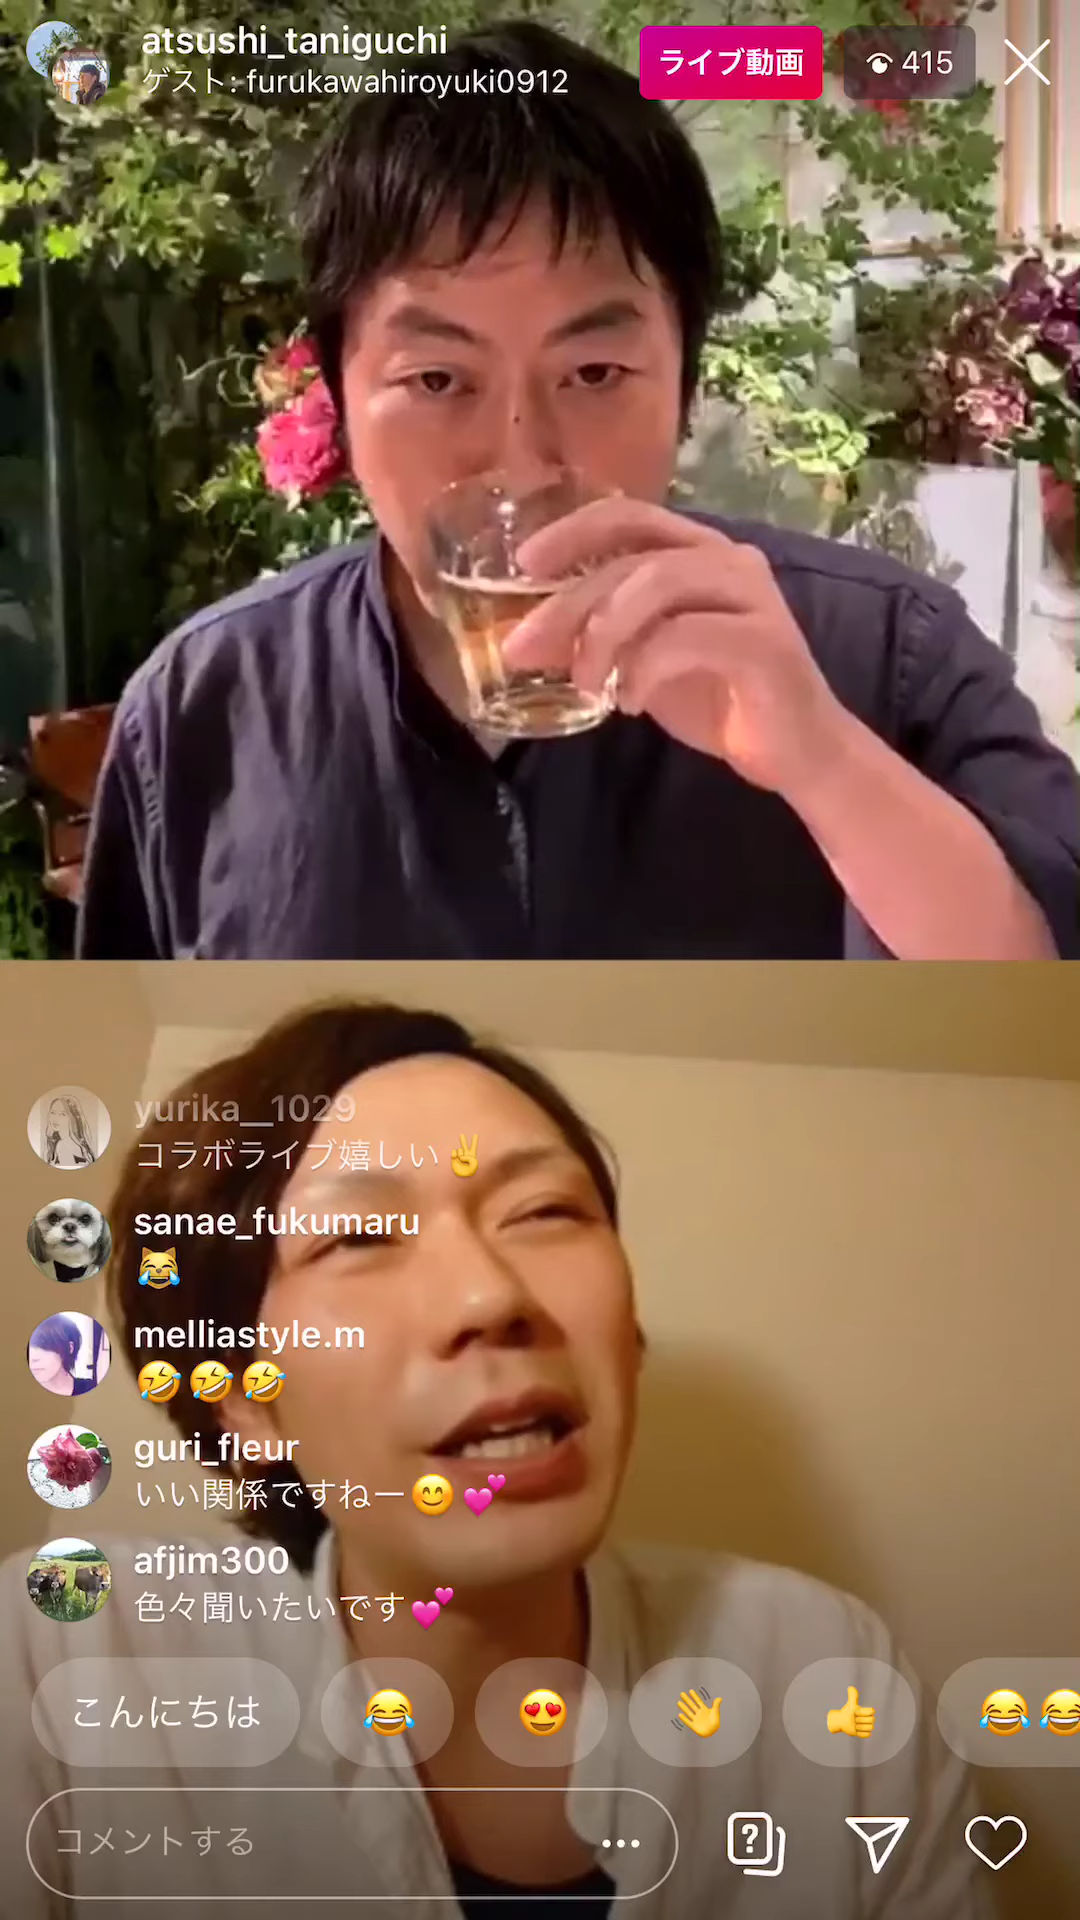 atsushi_taniguchi
ゲスト: furukawahiroyuki0912
ライブ動画
415
yurika__1029
コラボライブ嬉しい✌️
sanae_fukumaru
😹
melliastyle.m
🤣🤣🤣
guri_fleur
いい関係ですねー😊💕
afjim300
色々聞いたいです💕
こんにちは 😂 😍 👋 👍 😂😂
コメントする